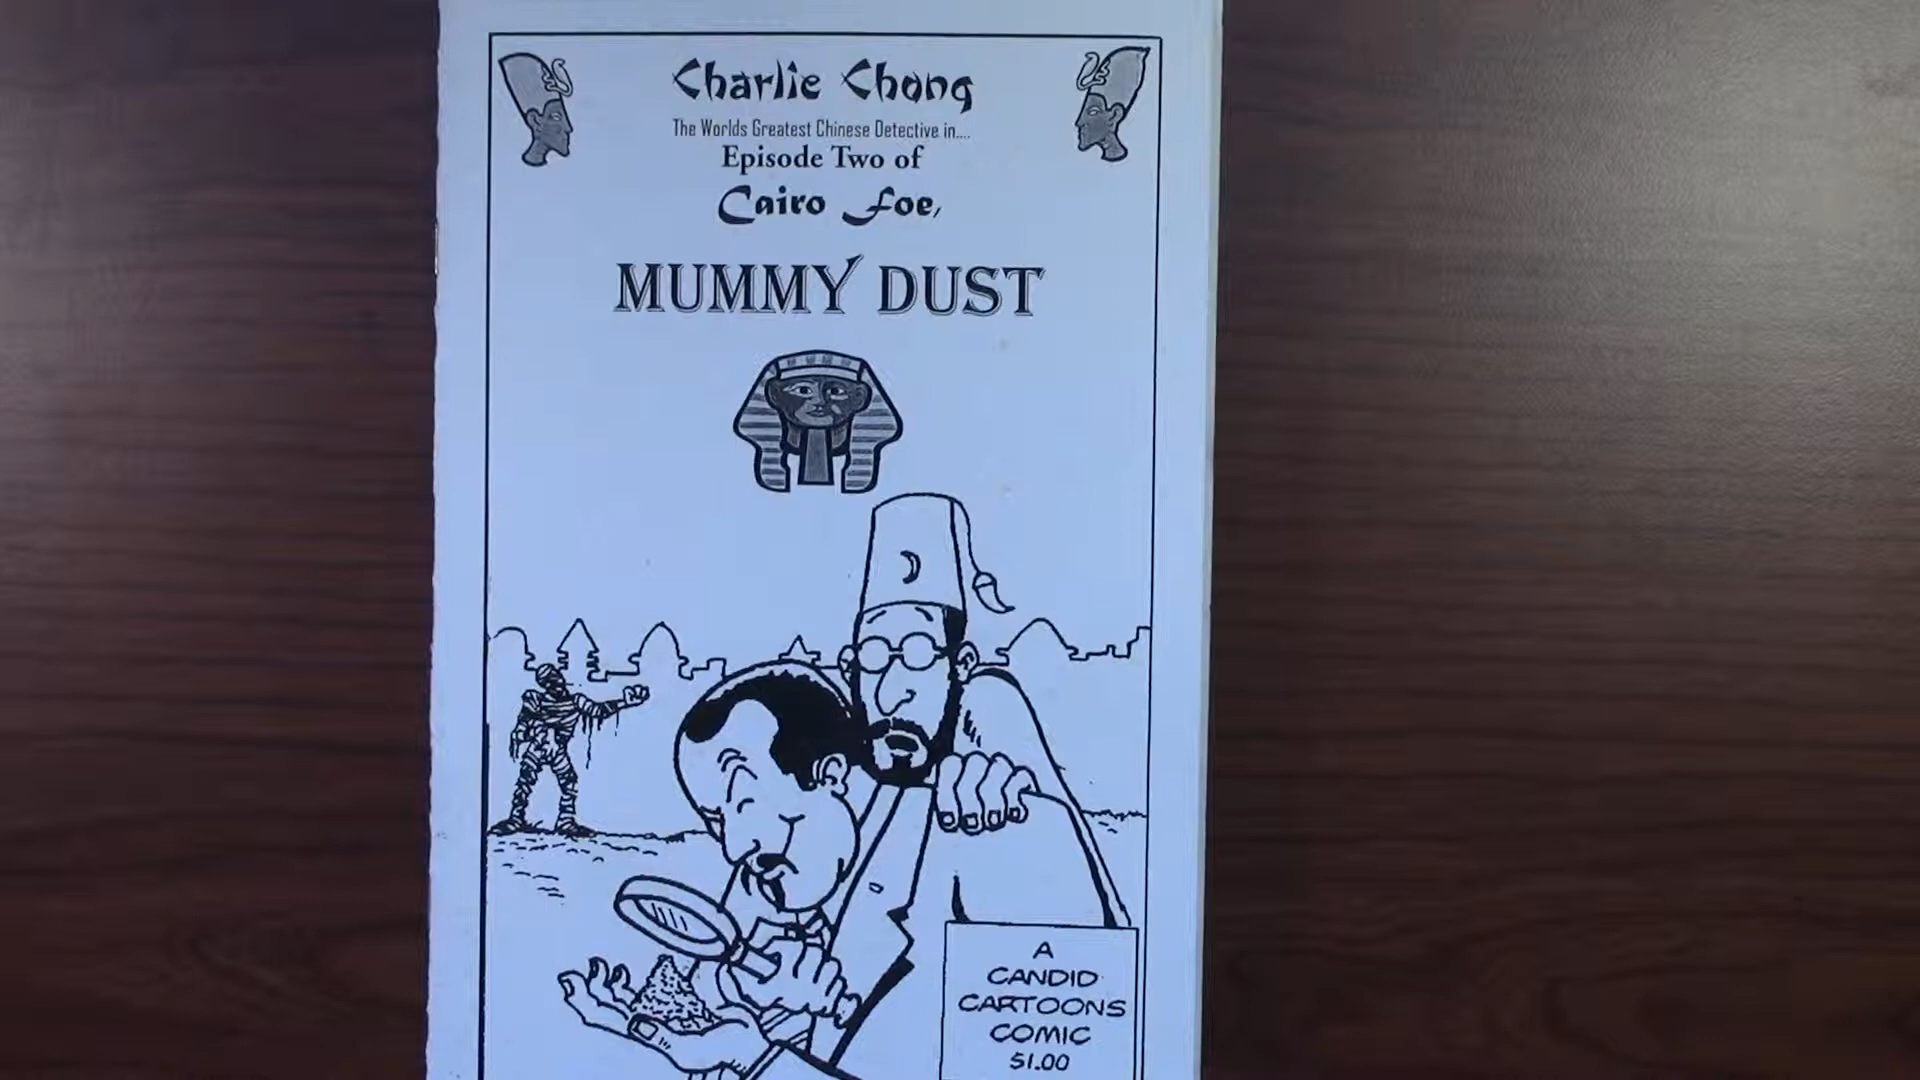 Charlie Chong
The Worlds Greatest Chinese Detective in....
Episode Two of
Cairo Foe,
MUMMY DUST
A
CANDID
CARTOONS
COMIC
$1.00